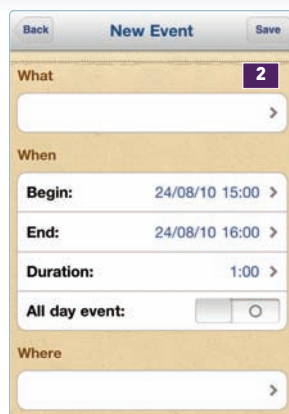 Back New Event Save
What 2
When
Begin: 24/08/10 15:00
End: 24/08/10 16:00
Duration: 1:00
All day event:
Where